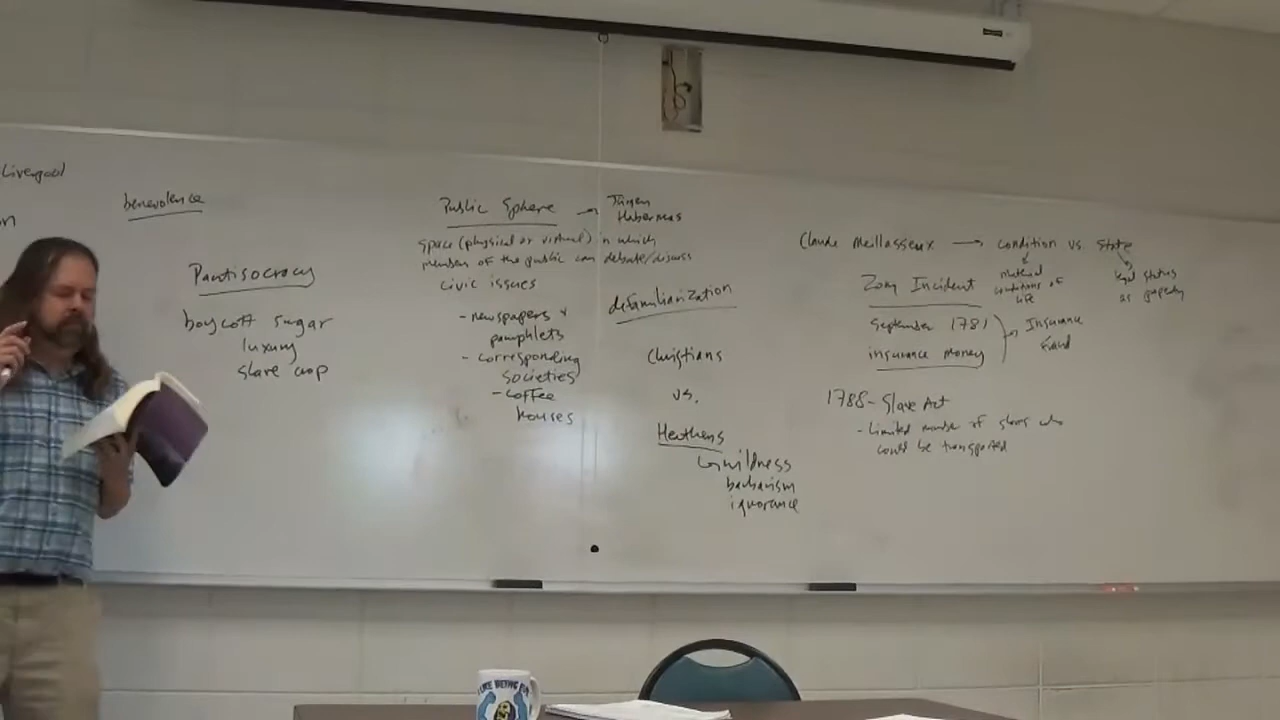 Liverpool
on
benevolence
Pantisocracy
boycott sugar
luxury
slave crop
Public Sphere → Jürgen
Habermas
space (physical or virtual) in which
members of the public can debate/discuss
civic issues
- newspapers +
pamphlets
- corresponding
societies
- coffee
houses
defamiliarization
Christians
vs.
Heathens
↳ wildness
barbarism
ignorance
Claude Meillassoux → condition vs state
material
conditions of
life
legal status
as property
Zong Incident
September 1781
insurance money
Insurance
fraud
1788 - Slave Act
- limited number of slaves who
could be transported
I LIKE BEING